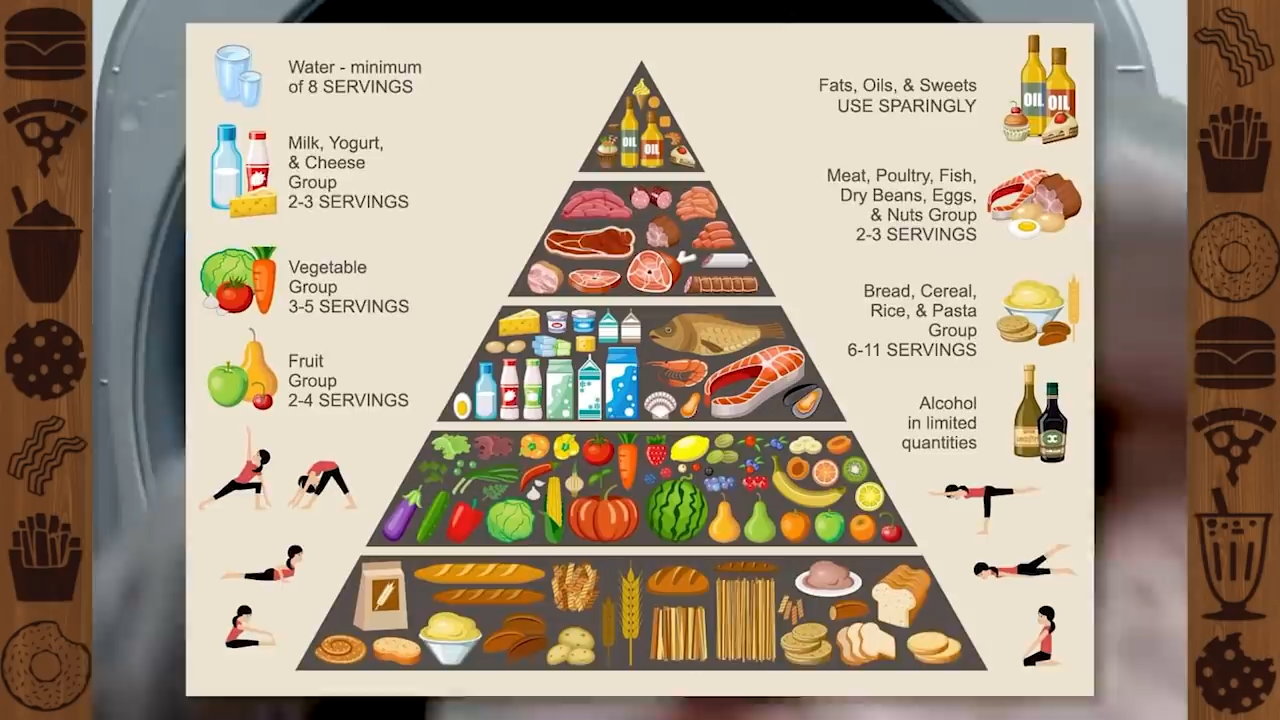 Water - minimum
of 8 SERVINGS
Milk, Yogurt,
& Cheese
Group
2-3 SERVINGS
Vegetable
Group
3-5 SERVINGS
Fruit
Group
2-4 SERVINGS
Fats, Oils, & Sweets
USE SPARINGLY
OIL
OIL
Meat, Poultry, Fish,
Dry Beans, Eggs,
& Nuts Group
2-3 SERVINGS
Bread, Cereal,
Rice, & Pasta
Group
6-11 SERVINGS
Alcohol
in limited
quantities
OIL
OIL